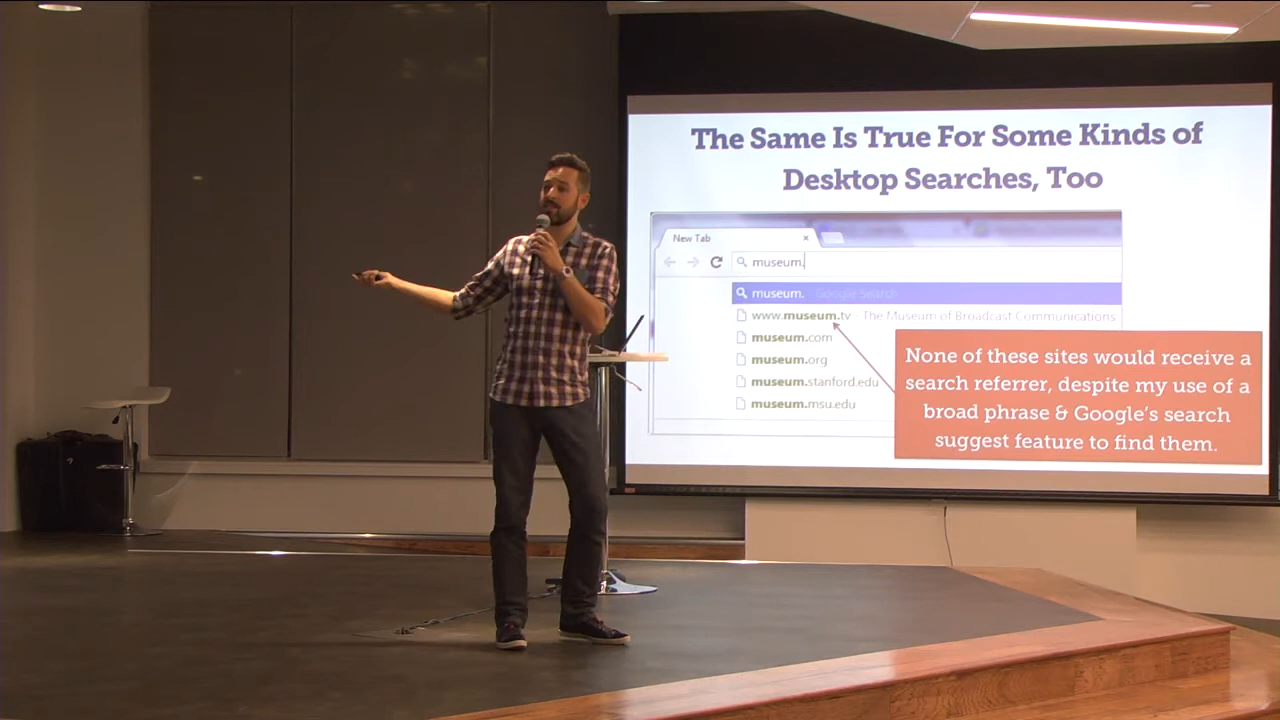 The Same Is True For Some Kinds of
Desktop Searches, Too
New Tab
museum.
museum. Google Search
www.museum.tv - The Museum of Broadcast Communications
museum.com
museum.org
museum.stanford.edu
museum.msu.edu
None of these sites would receive a
search referrer, despite my use of a
broad phrase & Google's search
suggest feature to find them.